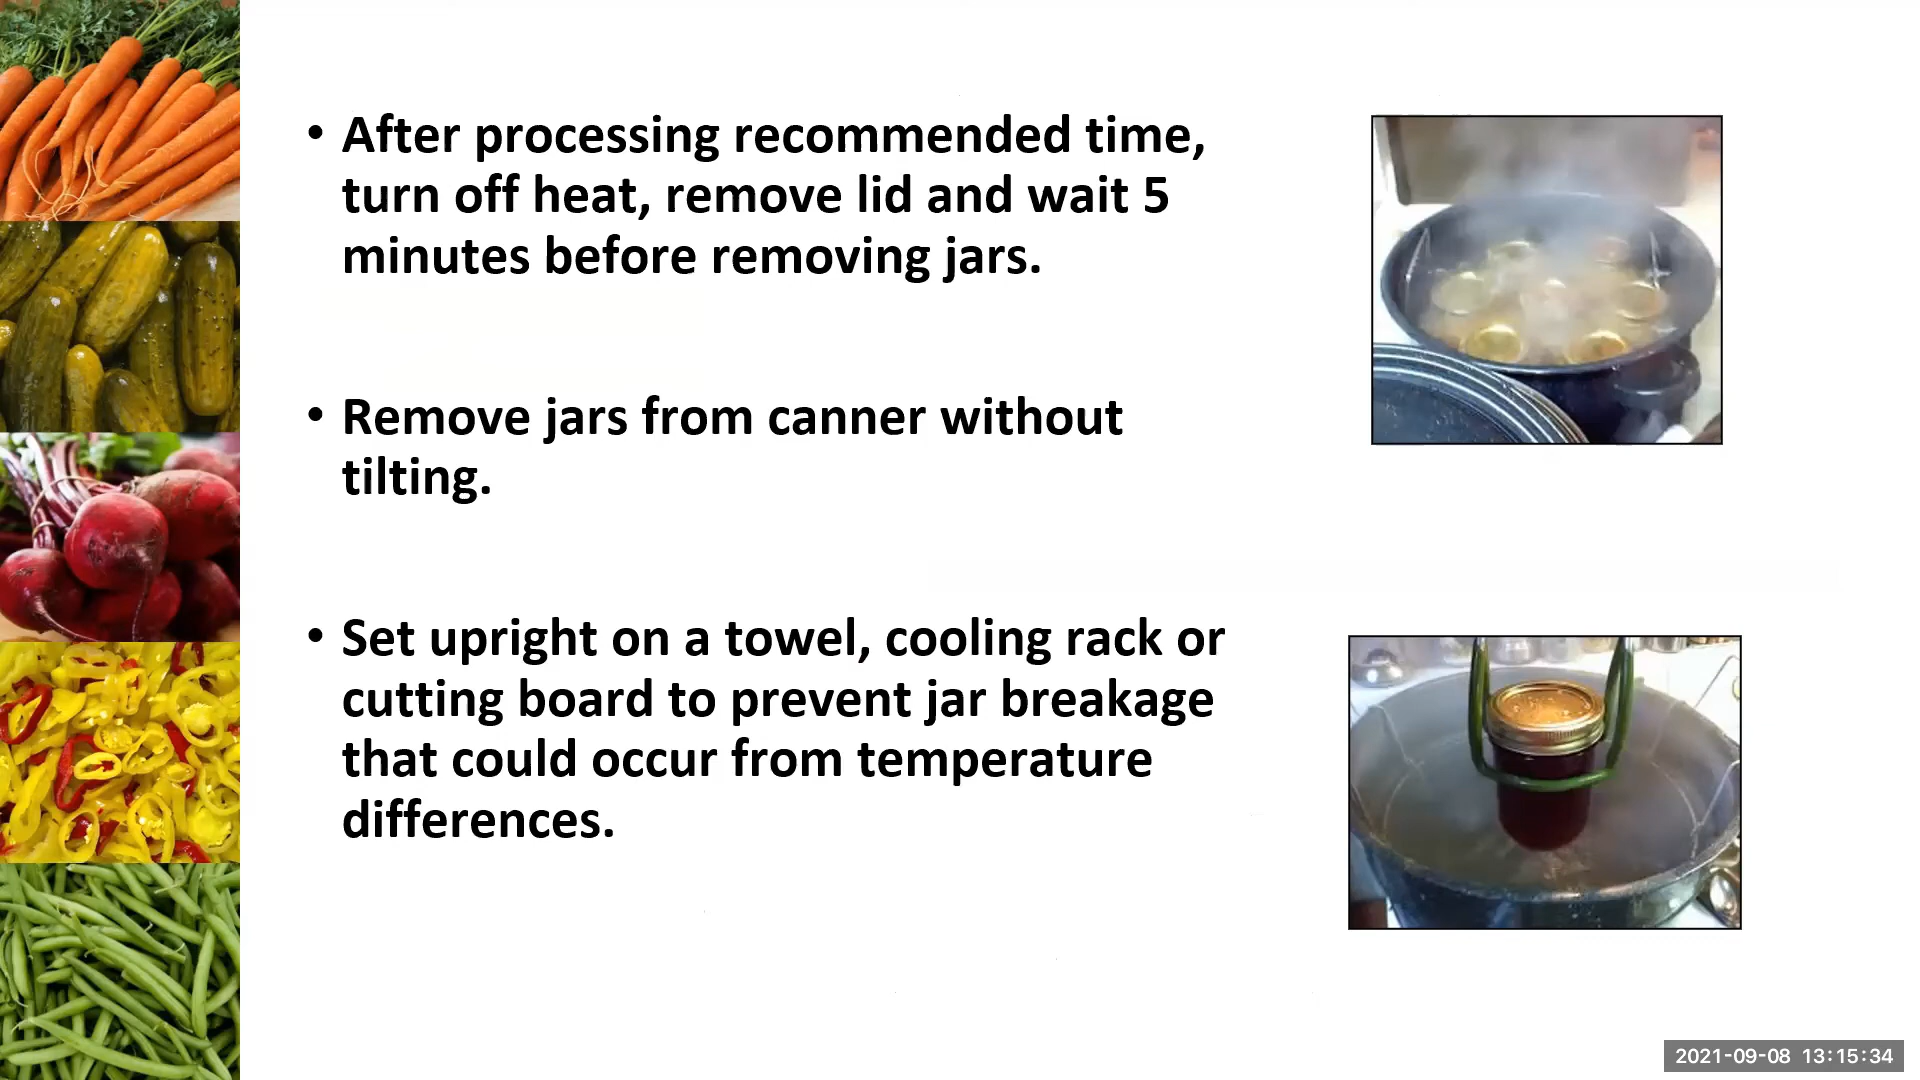 • After processing recommended time,
turn off heat, remove lid and wait 5
minutes before removing jars.
• Remove jars from canner without
tilting.
• Set upright on a towel, cooling rack or
cutting board to prevent jar breakage
that could occur from temperature
differences.
2021-09-08 13:15:34